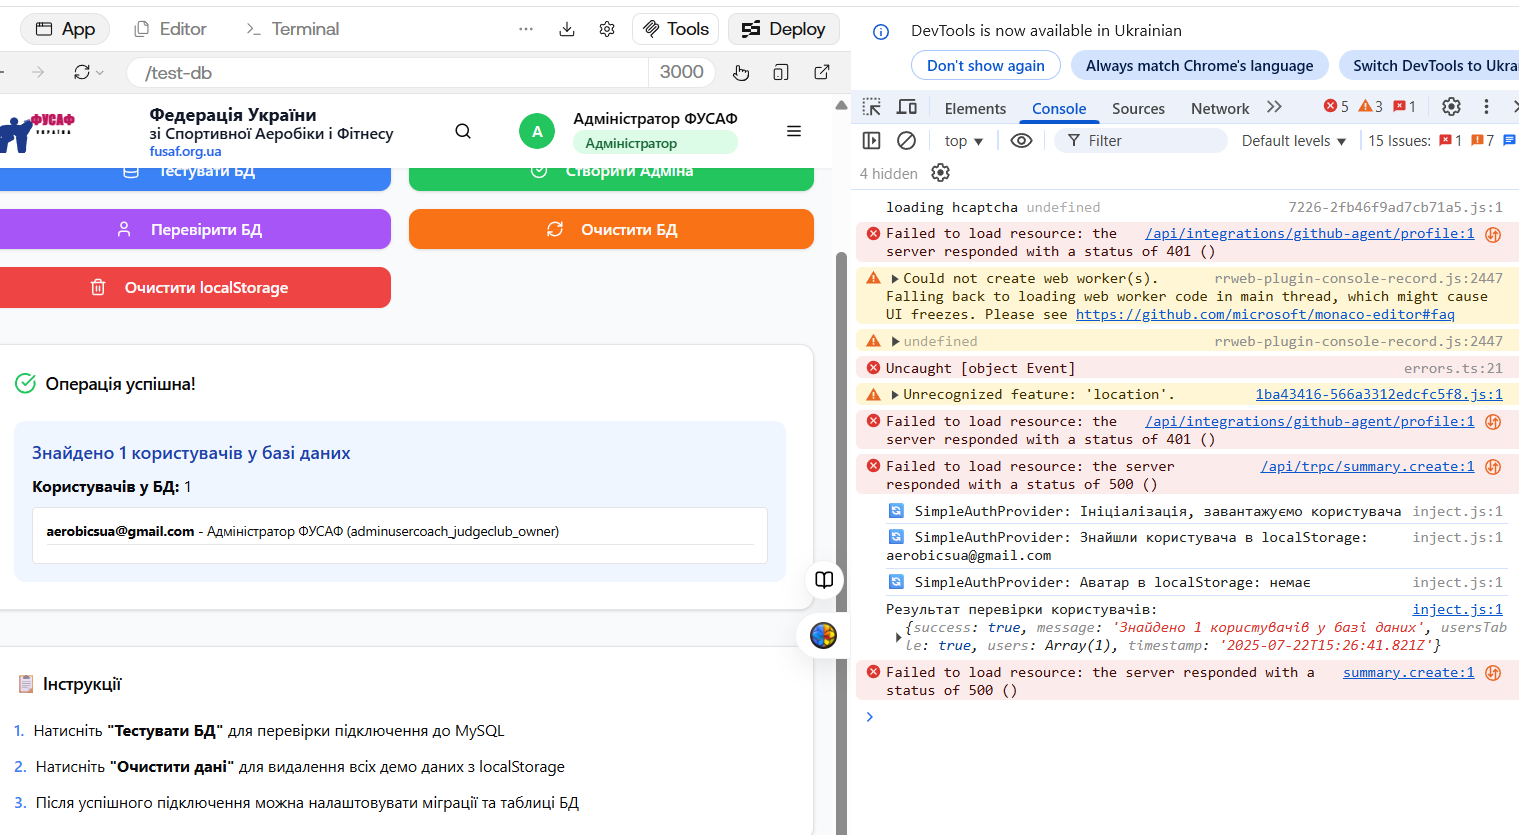 App
Editor
Terminal
Tools
Deploy
/test-db
3000
ФУСАФ
УКРАЇНА
Федерація України
зі Спортивної Аеробіки і Фітнесу
fusaf.org.ua
A
Адміністратор ФУСАФ
Адміністратор
Тестувати БД
Створити Адміна
Перевірити БД
Очистити БД
Очистити localStorage
Операція успішна!
Знайдено 1 користувачів у базі даних
Користувачів у БД: 1
aerobicsua@gmail.com - Адміністратор ФУСАФ (adminusercoach_judgeclub_owner)
Інструкції
1. Натисніть "Тестувати БД" для перевірки підключення до MySQL
2. Натисніть "Очистити дані" для видалення всіх демо даних з localStorage
3. Після успішного підключення можна налаштовувати міграції та таблиці БД
DevTools is now available in Ukrainian
Don't show again
Always match Chrome's language
Switch DevTools to Ukrai
Elements
Console
Sources
Network
5
3
1
top
Filter
Default levels
15 Issues:
1
7
4 hidden
loading hcaptcha undefined 7226-2fb46f9ad7cb71a5.js:1
Failed to load resource: the /api/integrations/github-agent/profile:1
server responded with a status of 401 ()
Could not create web worker(s). rrweb-plugin-console-record.js:2447
Falling back to loading web worker code in main thread, which might cause
UI freezes. Please see https://github.com/microsoft/monaco-editor#faq
undefined rrweb-plugin-console-record.js:2447
Uncaught [object Event] errors.ts:21
Unrecognized feature: 'location'. 1ba43416-566a3312edcfc5f8.js:1
Failed to load resource: the /api/integrations/github-agent/profile:1
server responded with a status of 401 ()
Failed to load resource: the server /api/trpc/summary.create:1
responded with a status of 500 ()
SimpleAuthProvider: Ініціалізація, завантажуємо користувача inject.js:1
SimpleAuthProvider: Знайшли користувача в localStorage: inject.js:1
aerobicsua@gmail.com
SimpleAuthProvider: Аватар в localStorage: немає inject.js:1
Результат перевірки користувачів: inject.js:1
{success: true, message: 'Знайдено 1 користувачів у базі даних', usersTab
le: true, users: Array(1), timestamp: '2025-07-22T15:26:41.821Z'}
Failed to load resource: the server responded with a summary.create:1
status of 500 ()